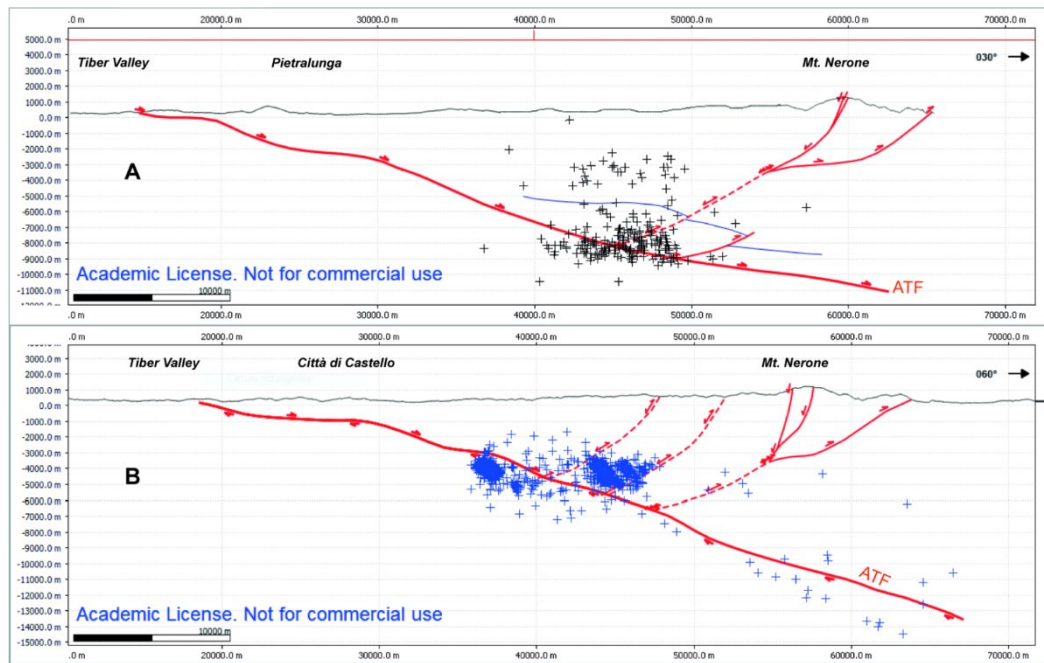 .0 m 20000.0 m 30000.0 m 40000.0 m 50000.0 m 60000.0 m 70000.0 m
5000.0 m
4000.0 m
3000.0 m
2000.0 m
1000.0 m
0.0 m
-1000.0 m
-2000.0 m
-3000.0 m
-4000.0 m
-5000.0 m
-6000.0 m
-7000.0 m
-8000.0 m
-9000.0 m
-10000.0 m
-11000.0 m
Tiber Valley Pietralunga Mt. Nerone 030°
A
ATF
Academic License. Not for commercial use
10000.0 m
.0 m 20000.0 m 30000.0 m 40000.0 m 50000.0 m 60000.0 m 70000.0 m
3000.0 m
2000.0 m
1000.0 m
0.0 m
-1000.0 m
-2000.0 m
-3000.0 m
-4000.0 m
-5000.0 m
-6000.0 m
-7000.0 m
-8000.0 m
-9000.0 m
-10000.0 m
-11000.0 m
-12000.0 m
-13000.0 m
-14000.0 m
-15000.0 m
Tiber Valley Città di Castello Mt. Nerone 060°
B
ATF
Academic License. Not for commercial use
10000.0 m
.0 m 20000.0 m 30000.0 m 40000.0 m 50000.0 m 60000.0 m 70000.0 m